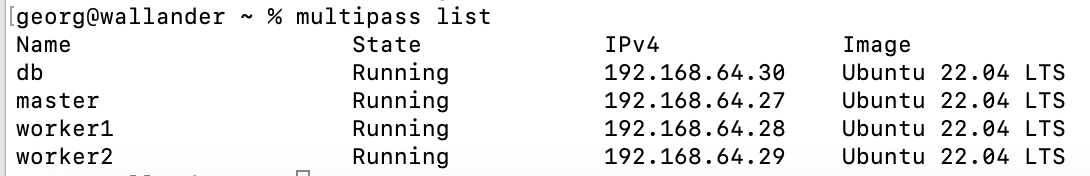 [georg@wallander ~ % multipass list
Name State IPv4 Image
db Running 192.168.64.30 Ubuntu 22.04 LTS
master Running 192.168.64.27 Ubuntu 22.04 LTS
worker1 Running 192.168.64.28 Ubuntu 22.04 LTS
worker2 Running 192.168.64.29 Ubuntu 22.04 LTS